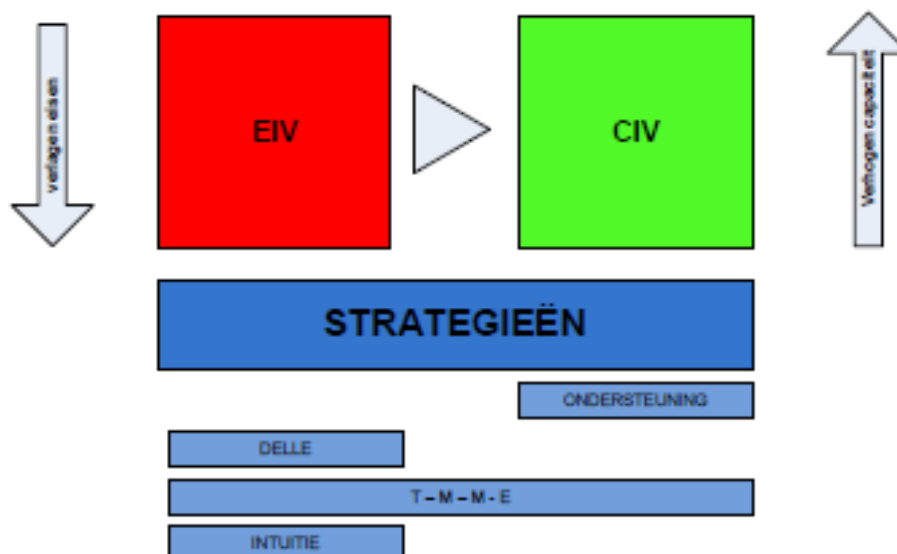 verlagen eisen
EIV
CIV
Verhogen capaciteit
STRATEGIEËN
ONDERSTEUNING
DELLE
T – M – M - E
INTUITIE